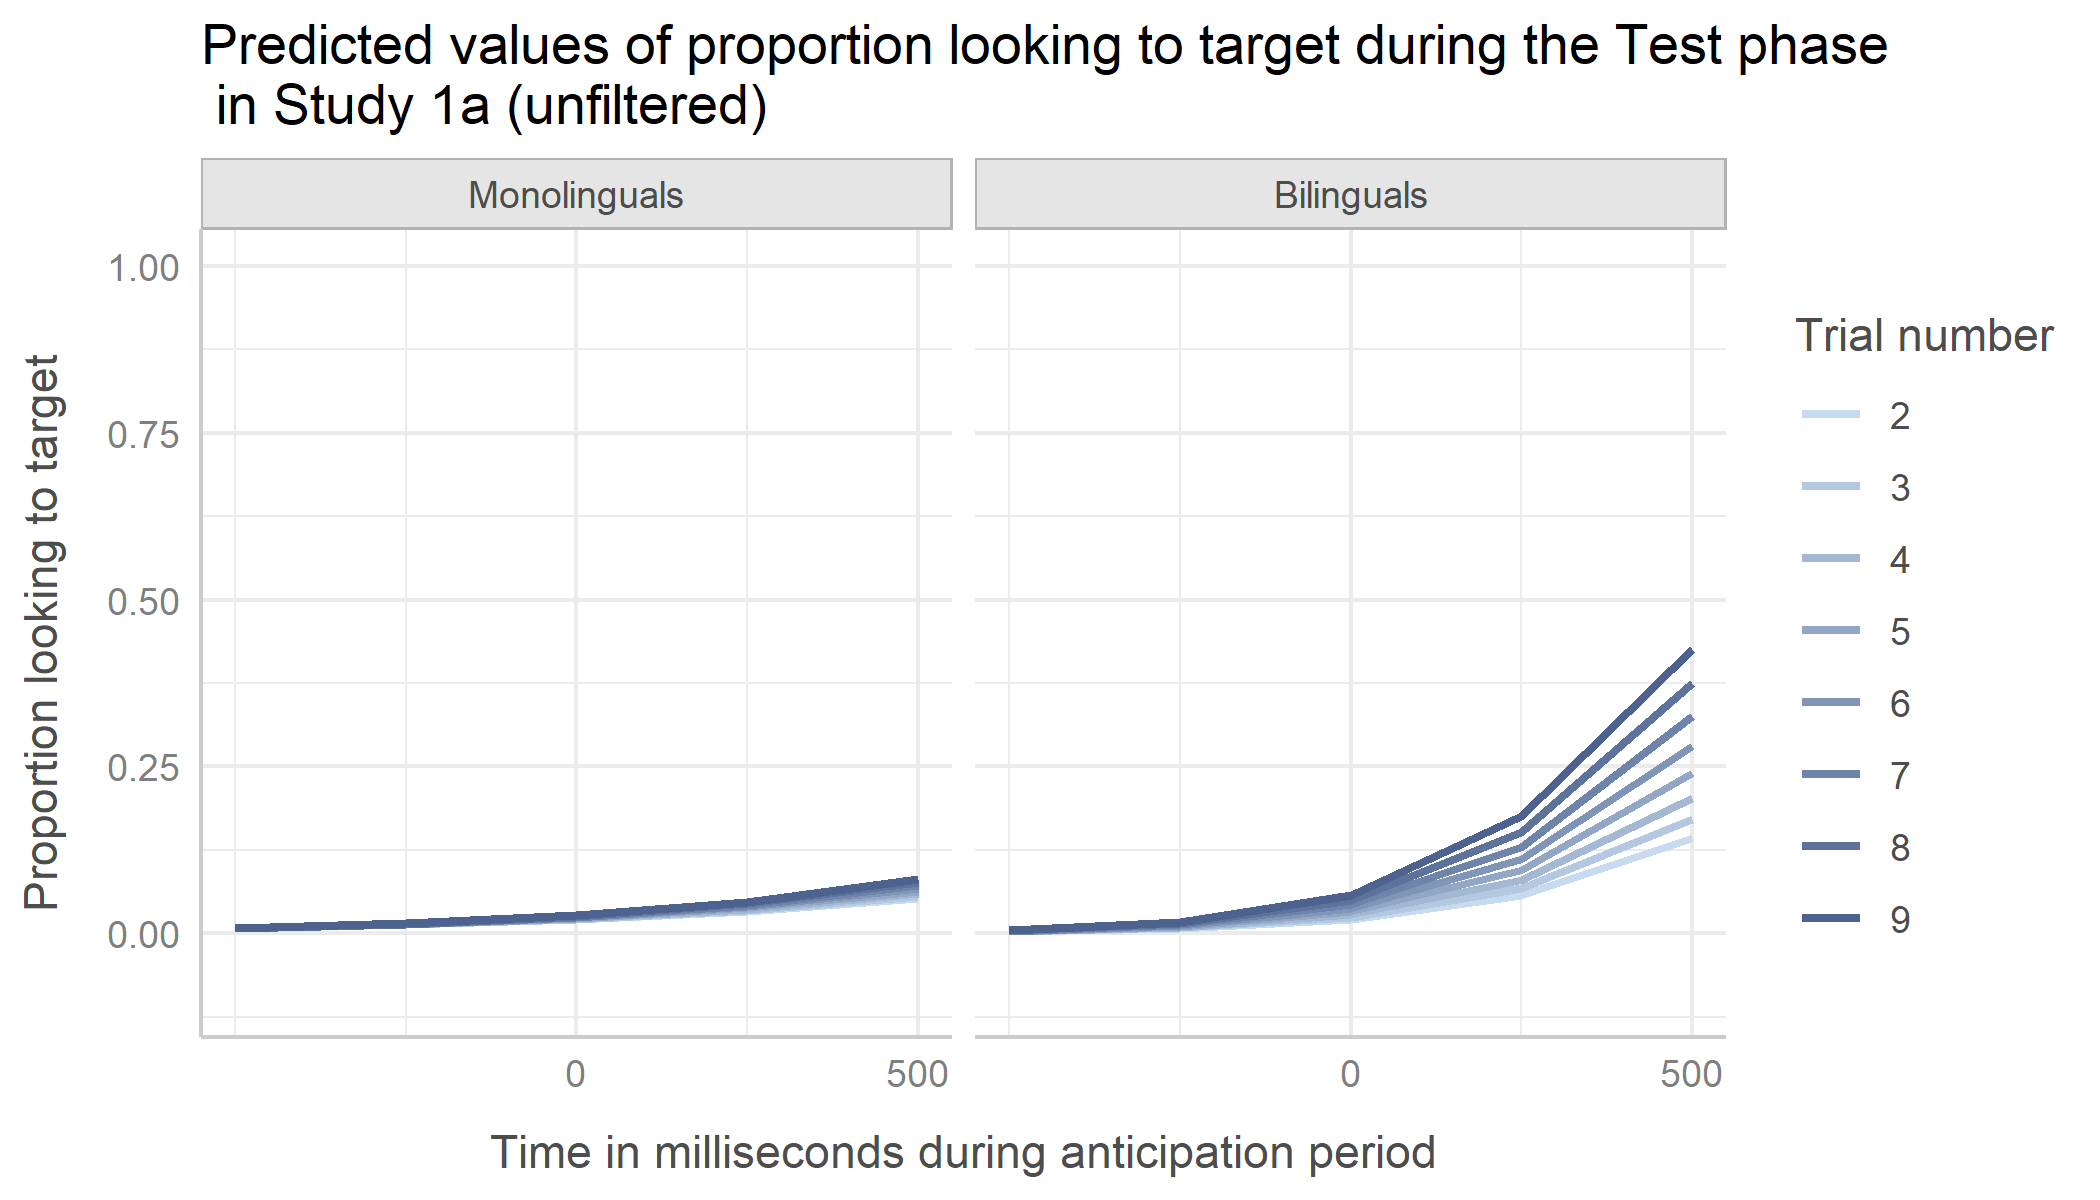 Predicted values of proportion looking to target during the Test phase
in Study 1a (unfiltered)
Monolinguals
Bilinguals
Proportion looking to target
1.00
0.75
0.50
0.25
0.00
0
500
0
500
Time in milliseconds during anticipation period
Trial number
2
3
4
5
6
7
8
9